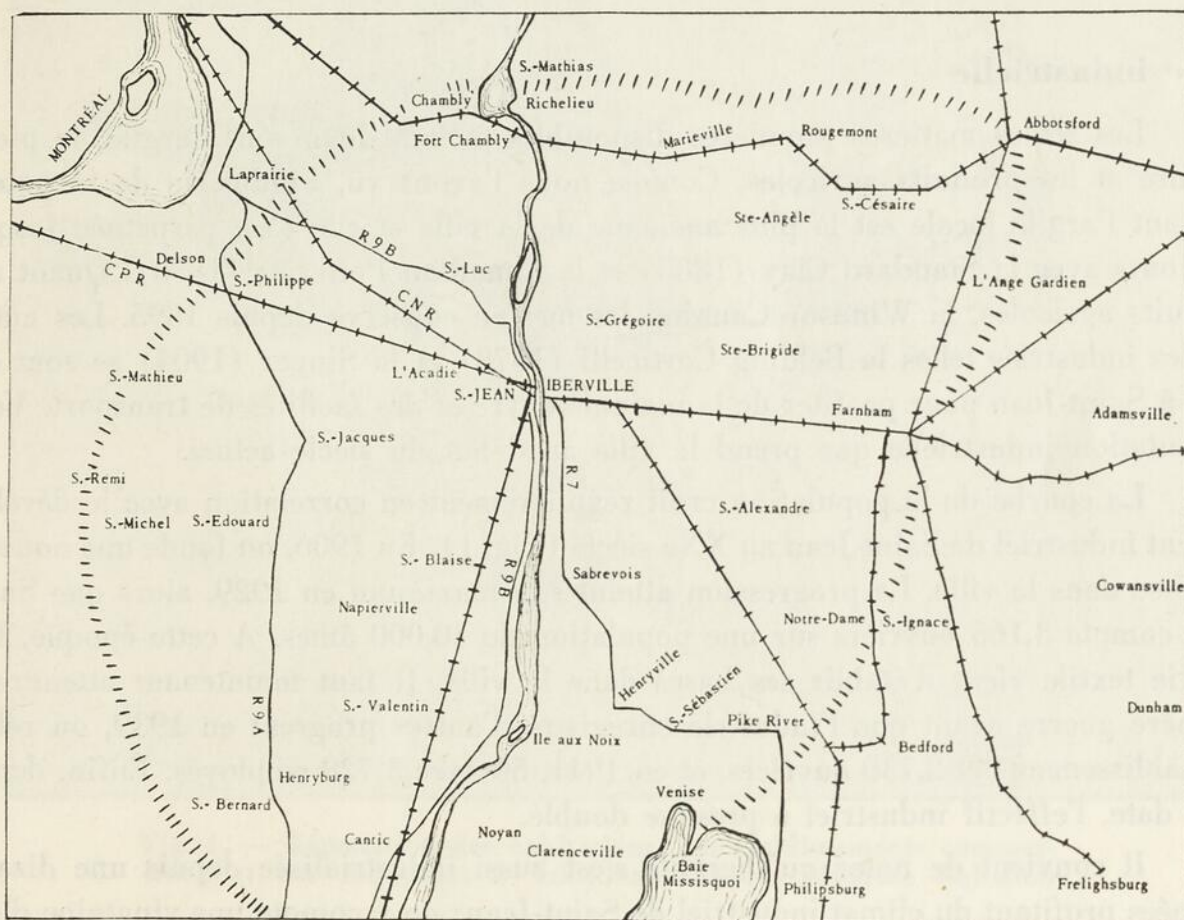 S.-Mathias
Chambly
Richelieu
MONTRÉAL
Fort Chambly
Marieville
Rougemont
Abbotsford
Laprairie
Ste-Angèle
S.-Césaire
R 9B
Delson
S.-Luc
CPR
S.-Philippe
L'Ange Gardien
CNR
S.-Grégoire
Ste-Brigide
S.-Mathieu
L'Acadie
S.-JEAN
IBERVILLE
Farnham
Adamsville
S.-Jacques
R 7
S.-Remi
S.-Michel
S.-Edouard
S.-Alexandre
S.-Blaise
Sabrevois
R 9B
Cowansville
Napierville
Notre-Dame
S.-Ignace
Henryville
S.-Sébastien
S.-Valentin
Dunham
R 9A
Pike River
Ile aux Noix
Bedford
Henryburg
S.- Bernard
Venise
Cantic
Noyan
Clarenceville
Baie
Missisquoi
Philipsburg
Frelighsburg